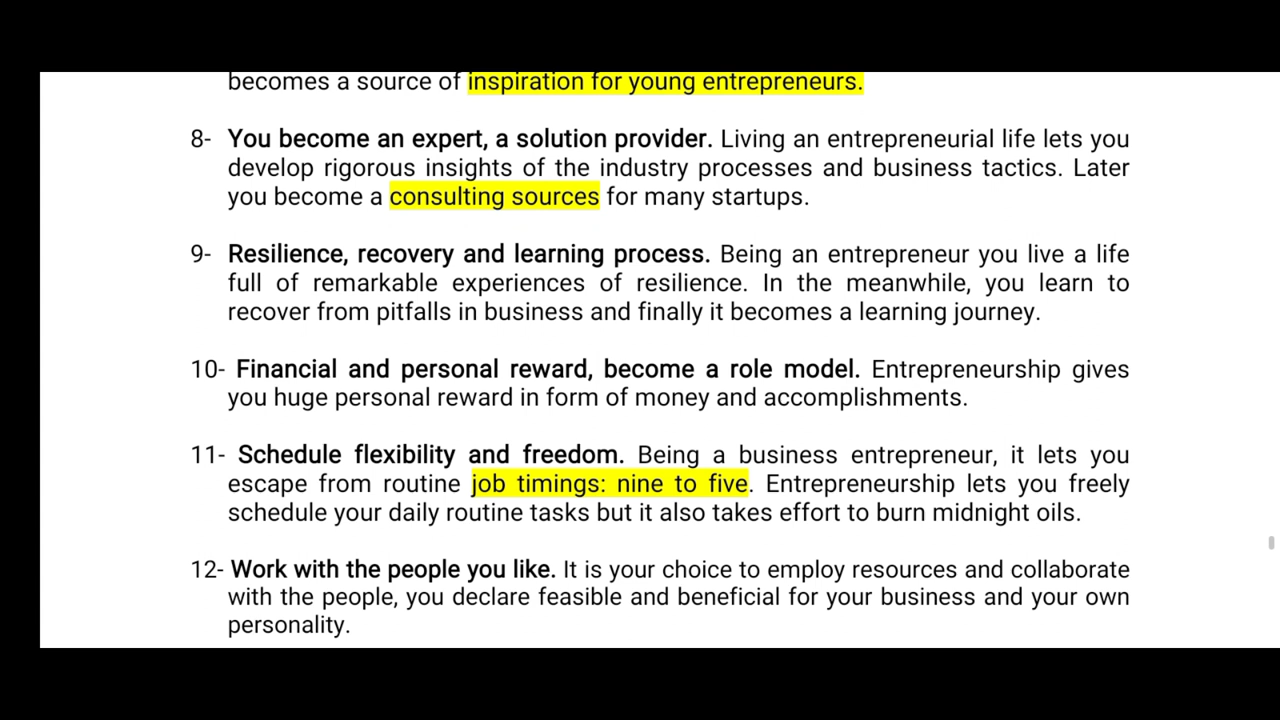 becomes a source of inspiration for young entrepreneurs.
8- You become an expert, a solution provider. Living an entrepreneurial life lets you
develop rigorous insights of the industry processes and business tactics. Later
you become a consulting sources for many startups.
9- Resilience, recovery and learning process. Being an entrepreneur you live a life
full of remarkable experiences of resilience. In the meanwhile, you learn to
recover from pitfalls in business and finally it becomes a learning journey.
10- Financial and personal reward, become a role model. Entrepreneurship gives
you huge personal reward in form of money and accomplishments.
11- Schedule flexibility and freedom. Being a business entrepreneur, it lets you
escape from routine job timings: nine to five. Entrepreneurship lets you freely
schedule your daily routine tasks but it also takes effort to burn midnight oils.
12- Work with the people you like. It is your choice to employ resources and collaborate
with the people, you declare feasible and beneficial for your business and your own
personality.